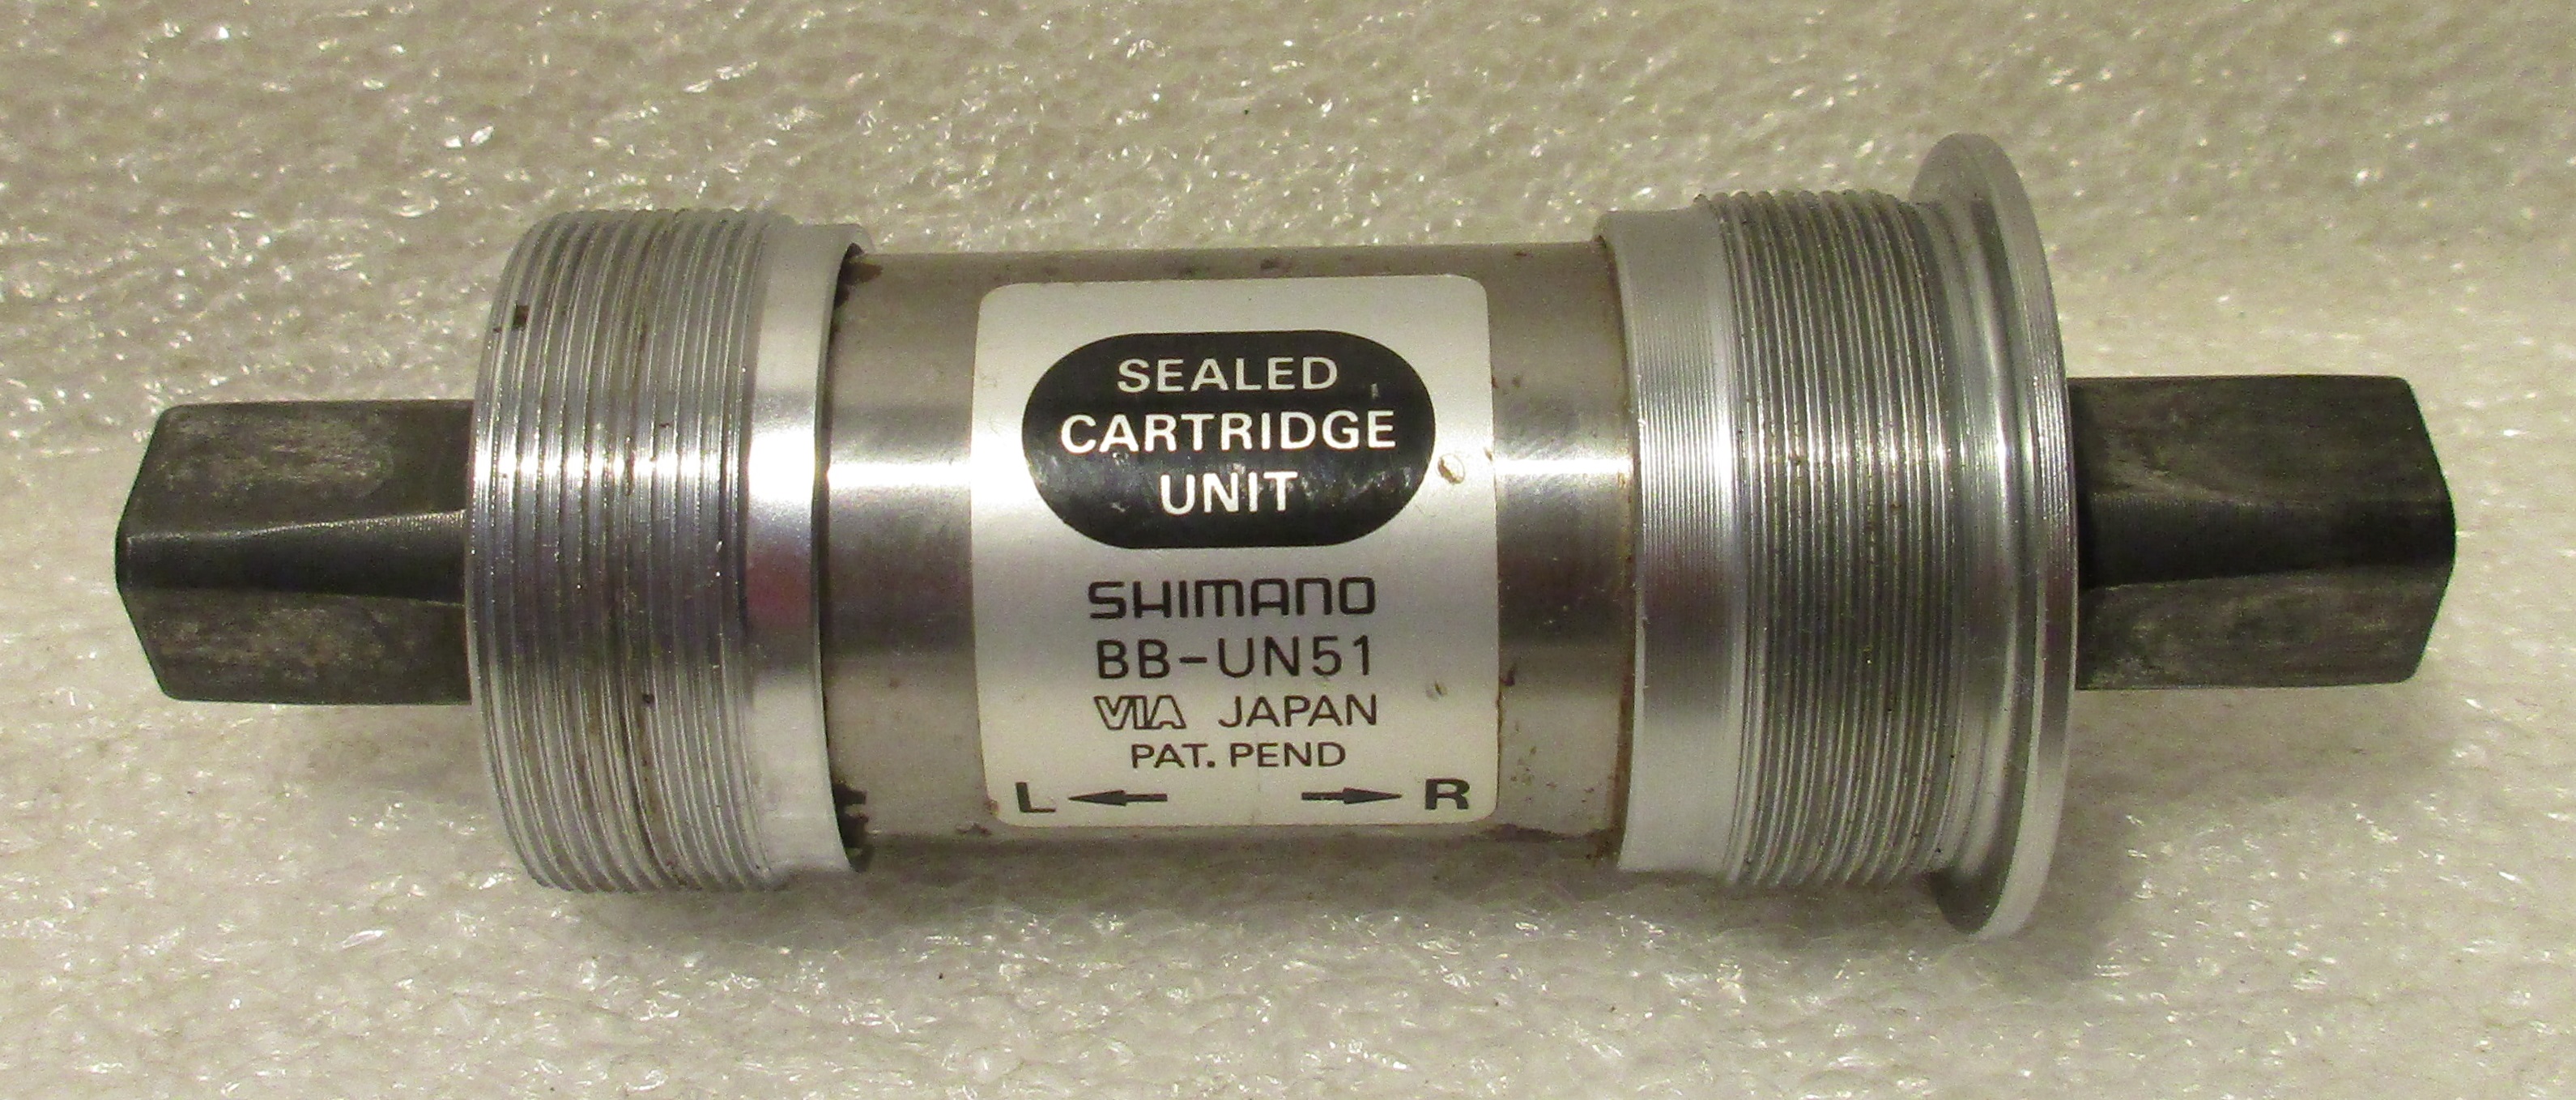 SEALED
CARTRIDGE
UNIT
SHIMANO
BB-UN51
VIA JAPAN
PAT. PEND
L R